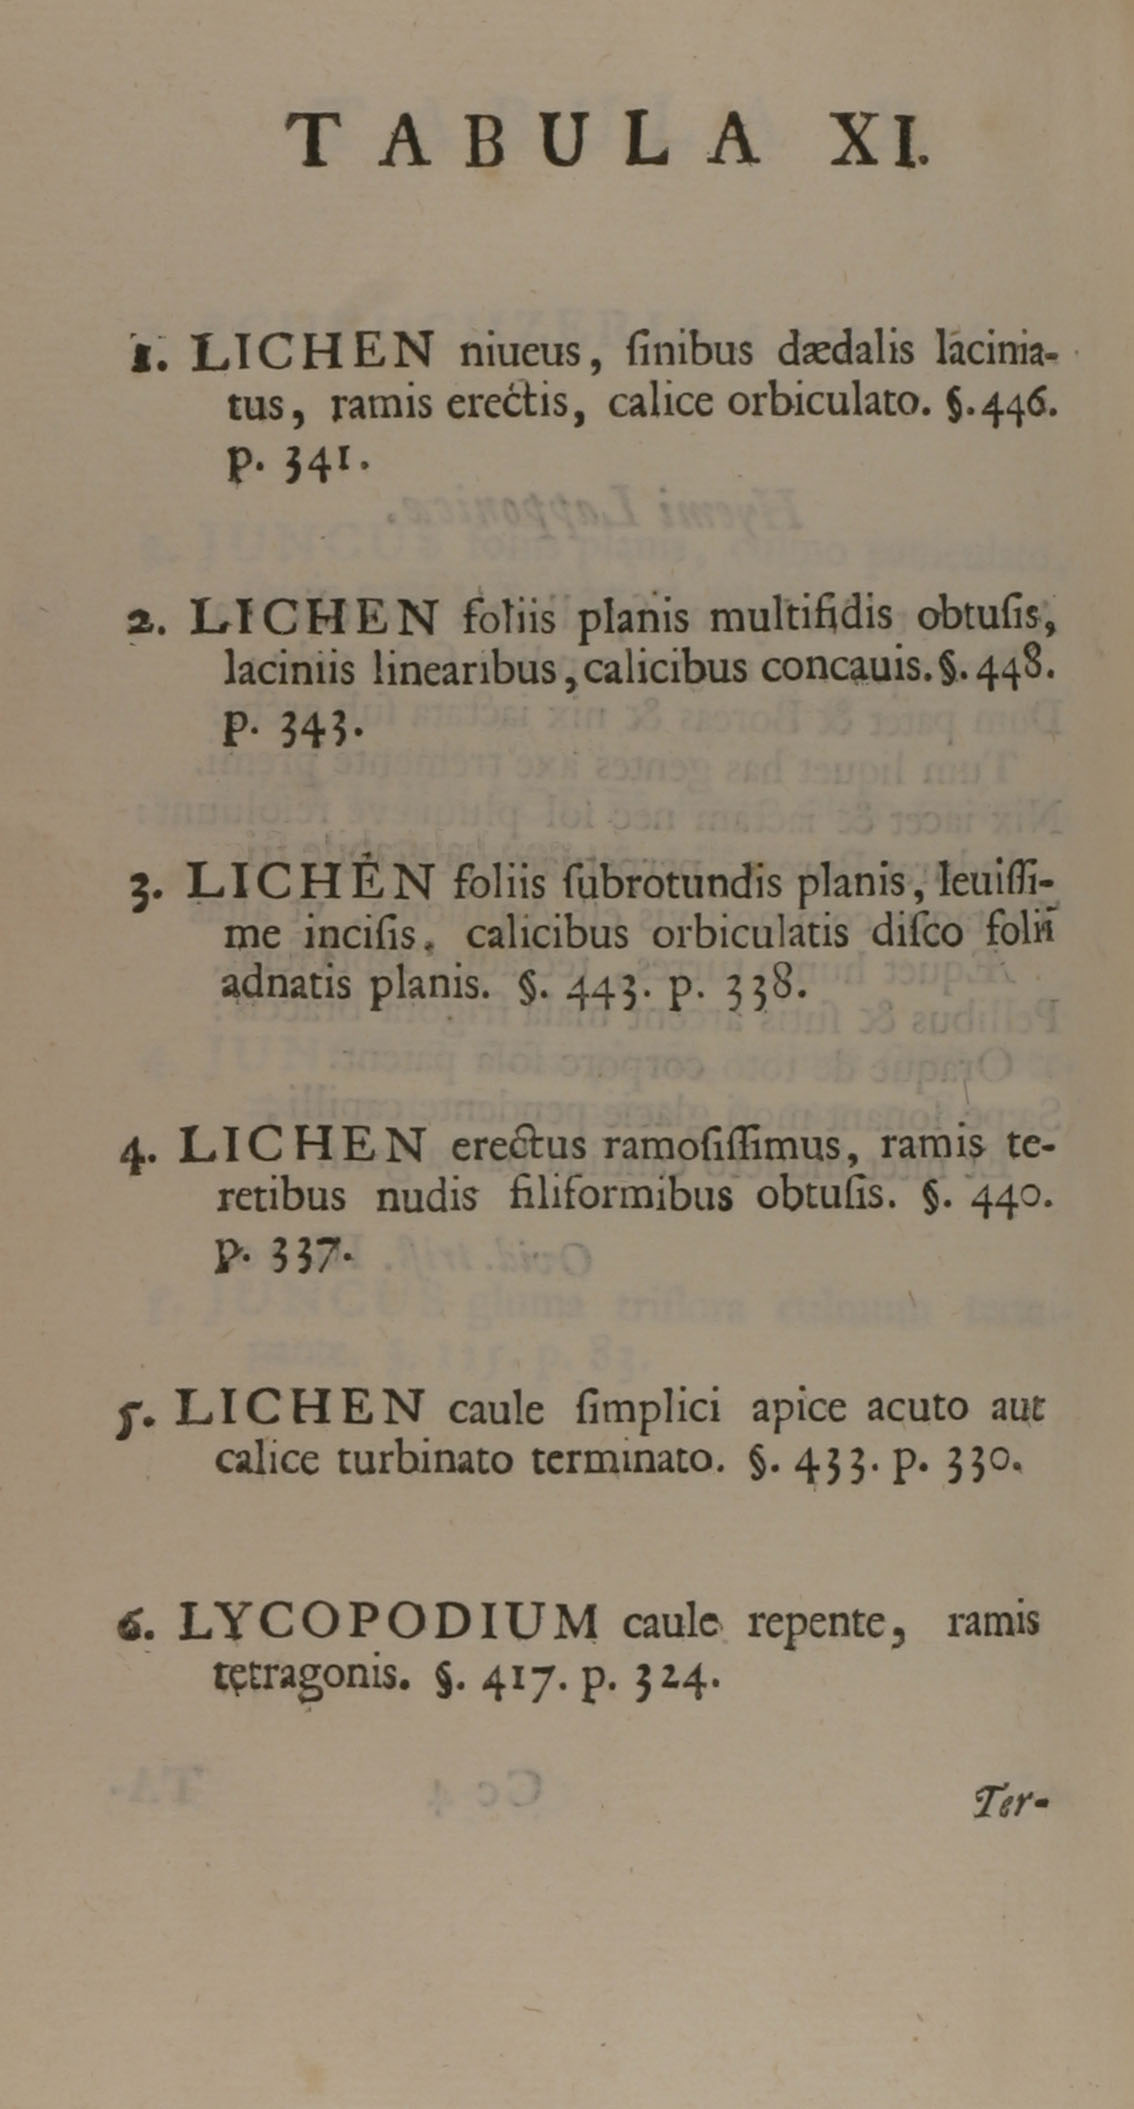 TABULA XI.
1. LICHEN niueus, ſinibus dædalis lacinia-
tus, ramis erectis, calice orbiculato. §. 446.
p. 341.
2. LICHEN foliis planis multifidis obtuſis,
laciniis linearibus, calicibus concauis. §. 448.
p. 343.
3. LICHEN foliis ſubrotundis planis, leuiſſi-
me inciſis, calicibus orbiculatis diſco folii
adnatis planis. §. 443. p. 338.
4. LICHEN erectus ramoſiſſimus, ramis te-
retibus nudis filiformibus obtuſis. §. 440.
p. 337.
5. LICHEN caule ſimplici apice acuto aut
calice turbinato terminato. §. 433. p. 330.
6. LYCOPODIUM caule repente, ramis
tetragonis. §. 417. p. 324.
Ter-